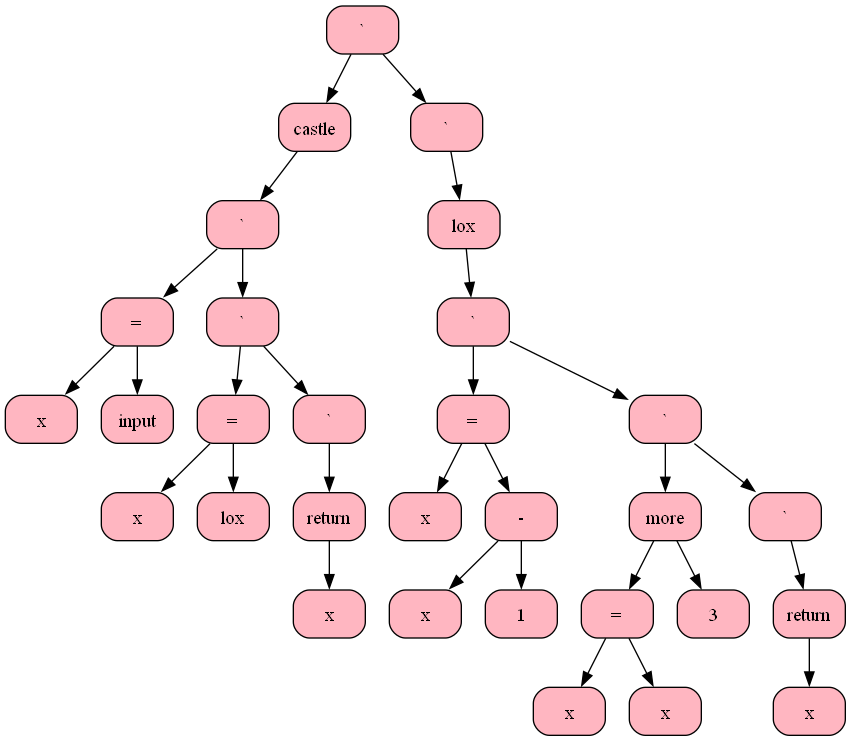 `
castle `
` lox
= ` `
x input = ` = `
x lox return x - more `
x x 1 = 3 return
x x x